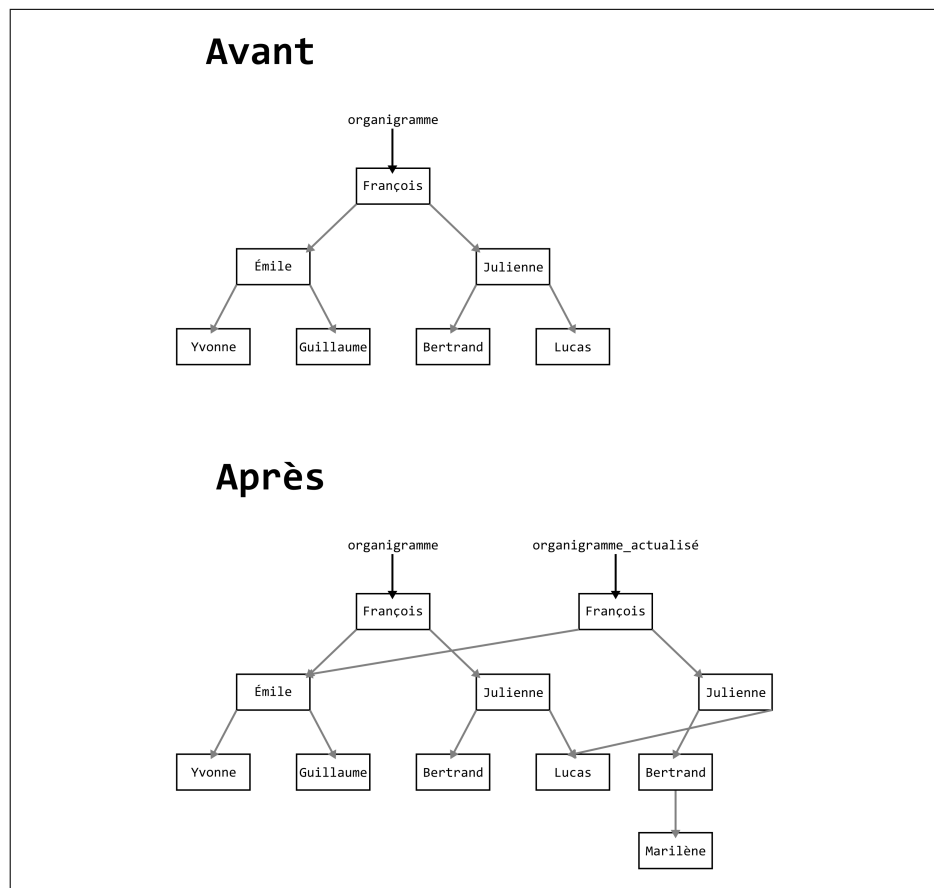 Avant
organigramme
François
Émile Julienne
Yvonne Guillaume Bertrand Lucas
Après
organigramme organigramme_actualisé
François François
Émile Julienne Julienne
Yvonne Guillaume Bertrand Lucas Bertrand
Marilène